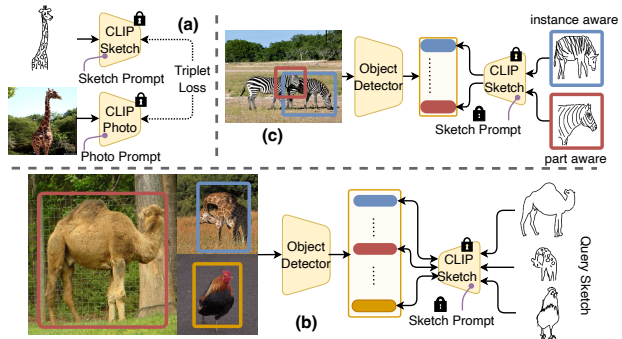 (a)
CLIP
Sketch
Sketch Prompt
Triplet
Loss
CLIP
Photo
Photo Prompt
instance aware
Object
Detector
CLIP
Sketch
Sketch Prompt
(c)
part aware
Object
Detector
CLIP
Sketch
Sketch Prompt
Query Sketch
(b)